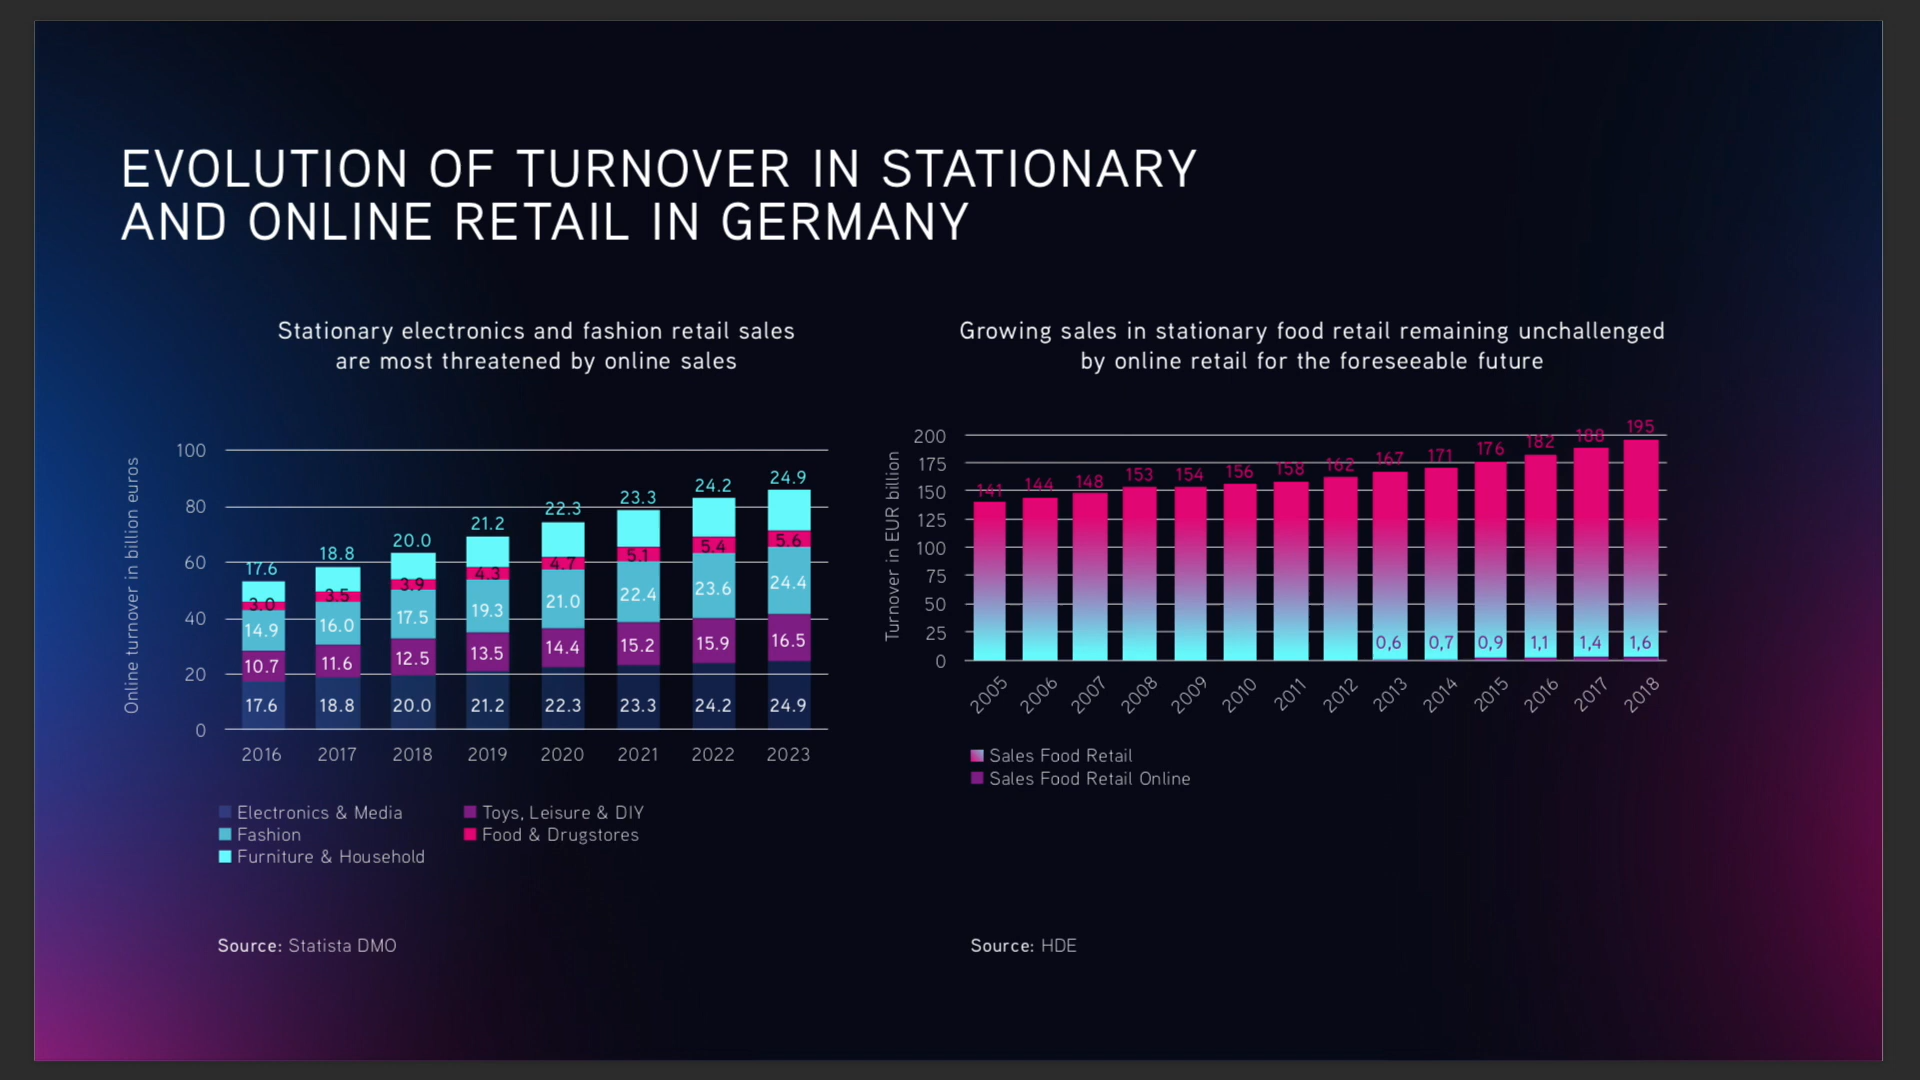 EVOLUTION OF TURNOVER IN STATIONARY
AND ONLINE RETAIL IN GERMANY
Stationary electronics and fashion retail sales
are most threatened by online sales
Online turnover in billion euros
100
80
60
40
20
0
17.6 18.8 20.0 21.2 22.3 23.3 24.2 24.9
3.0 3.5 3.9 4.3 4.7 5.1 5.4 5.6
14.9 16.0 17.5 19.3 21.0 22.4 23.6 24.4
10.7 11.6 12.5 13.5 14.4 15.2 15.9 16.5
17.6 18.8 20.0 21.2 22.3 23.3 24.2 24.9
2016 2017 2018 2019 2020 2021 2022 2023
Electronics & Media
Fashion
Furniture & Household
Toys, Leisure & DIY
Food & Drugstores
Source: Statista DMO
Growing sales in stationary food retail remaining unchallenged
by online retail for the foreseeable future
Turnover in EUR billion
200
175
150
125
100
75
50
25
0
141 144 148 153 154 156 158 162 167 171 176 182 188 195
0,6 0,7 0,9 1,1 1,4 1,6
2005 2006 2007 2008 2009 2010 2011 2012 2013 2014 2015 2016 2017 2018
Sales Food Retail
Sales Food Retail Online
Source: HDE